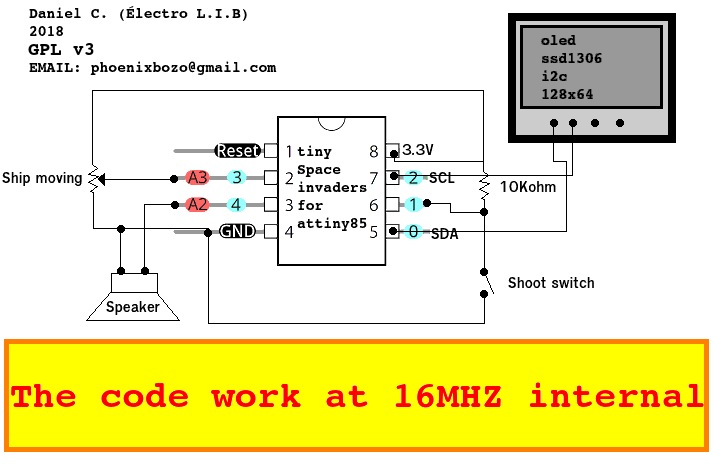 Daniel C. (Électro L.I.B)
2018
GPL v3
EMAIL: phoenixbozo@gmail.com
oled
ssd1306
i2c
128x64
Reset 1 tiny 8 3.3V
Ship moving A3 3 2 Space 7 2 SCL
invaders
10Kohm
A2 4 3 for 6 1
attiny85
GND 4 5 0 SDA
Shoot switch
Speaker
The code work at 16MHZ internal